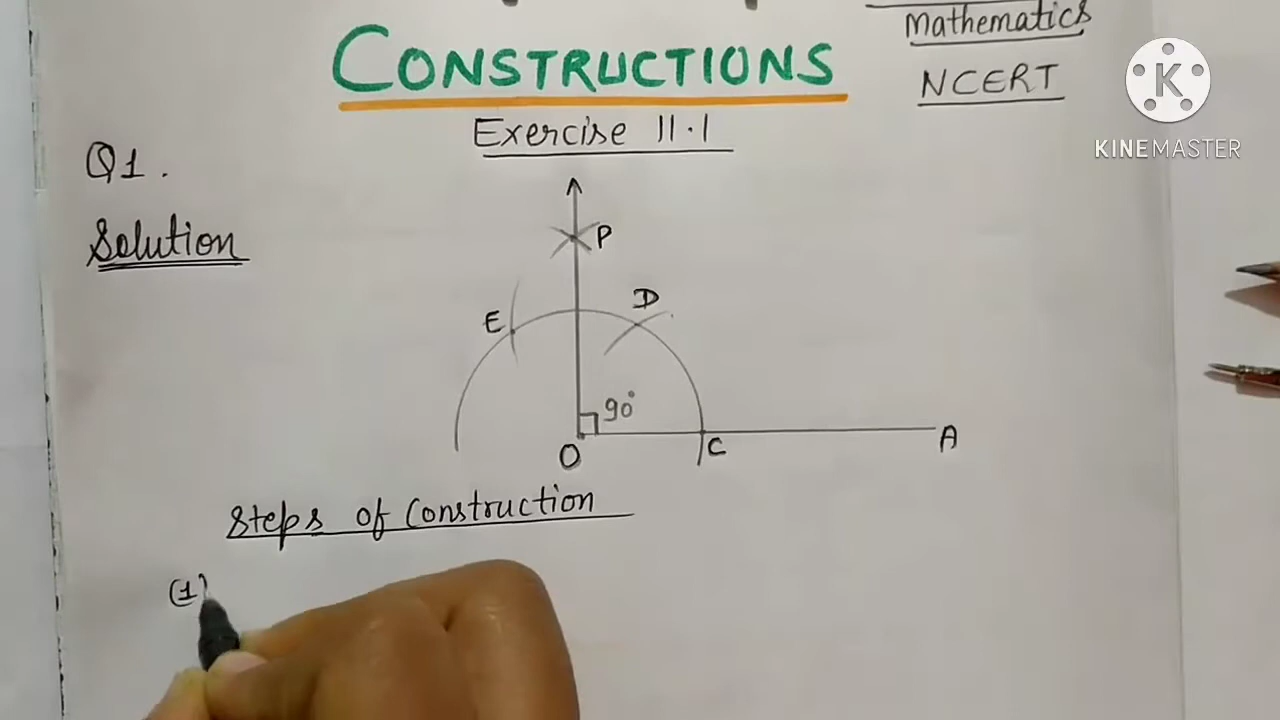 Mathematics
NCERT
CONSTRUCTIONS
K
KINEMASTER
Exercise 11.1
Q1.
Solution
P
E
D
90°
O
C
A
Steps of Construction
(1)